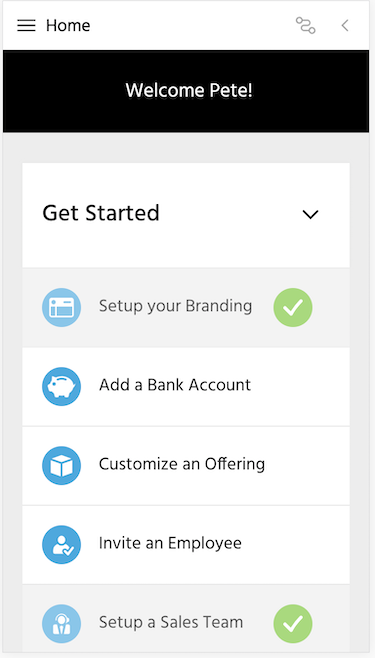 Home
Welcome Pete!
Get Started
Setup your Branding
Add a Bank Account
Customize an Offering
Invite an Employee
Setup a Sales Team